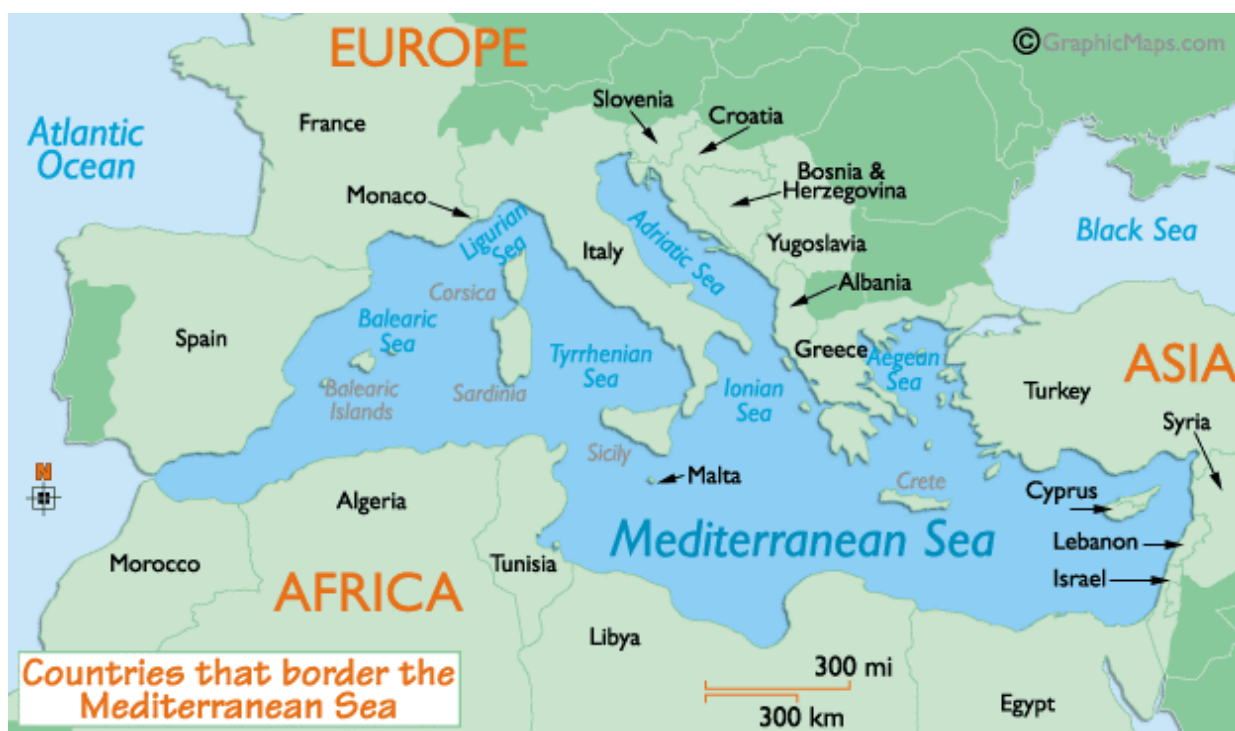 EUROPE
© GraphicMaps.com
Slovenia
Croatia
France
Atlantic
Ocean
Bosnia &
Herzegovina
Monaco
Ligurian
Sea
Adriatic Sea
Italy
Yugoslavia
Black Sea
Albania
Corsica
Spain
Balearic
Sea
Tyrrhenian
Sea
Greece
Aegean
Sea
ASIA
Ionian
Sea
Turkey
Balearic
Islands
Sardinia
Syria
Sicily
Malta
Crete
Cyprus
N
Algeria
Mediterranean Sea
Lebanon
Morocco
Tunisia
Israel
AFRICA
Libya
Countries that border the
Mediterranean Sea
300 mi
300 km
Egypt